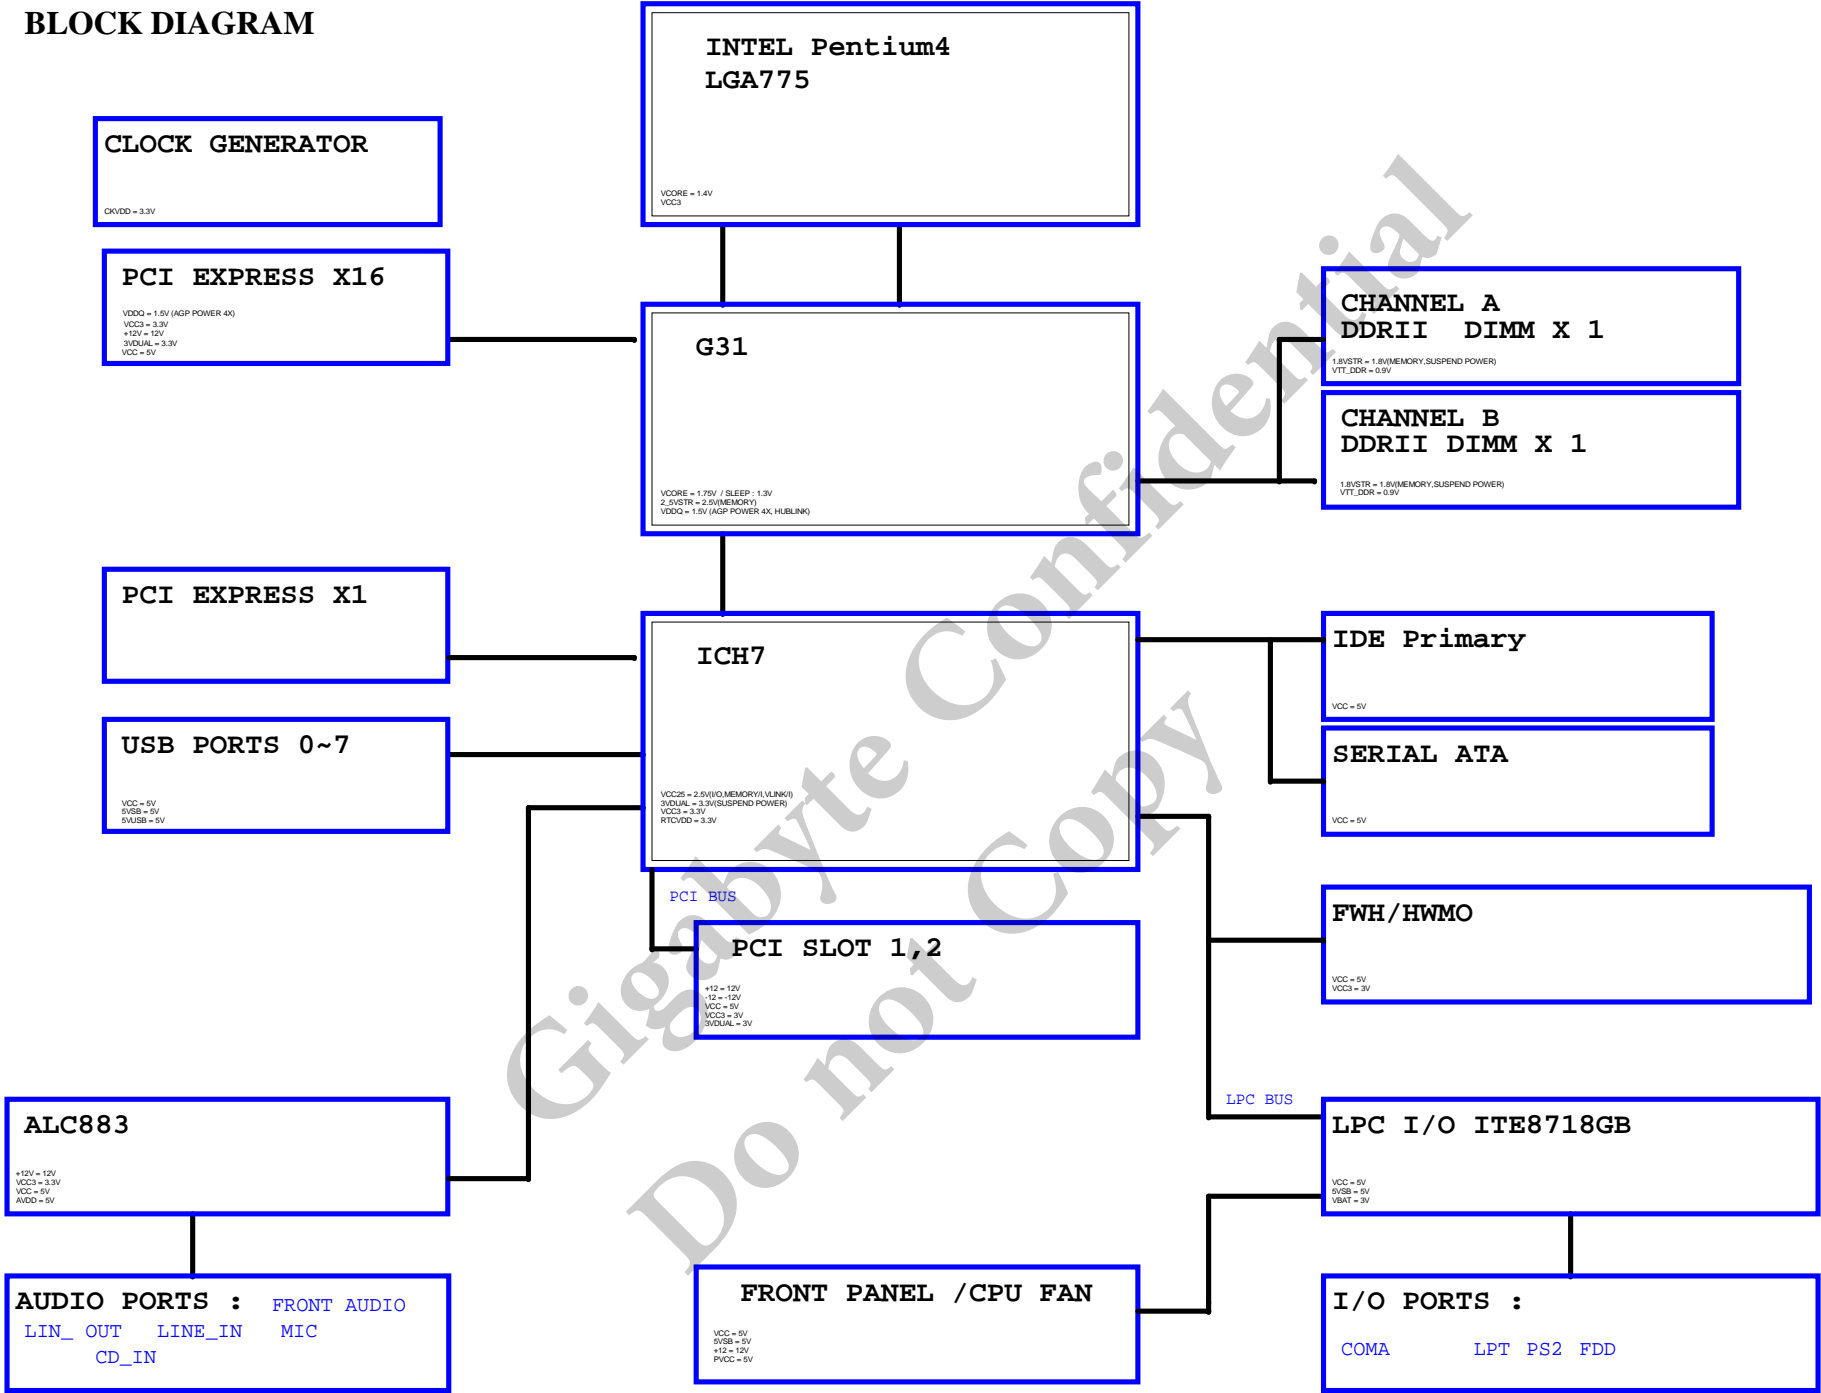 BLOCK DIAGRAM
INTEL Pentium4
LGA775
VCORE = 1.4V
VCC3
CLOCK GENERATOR
CKVDD = 3.3V
PCI EXPRESS X16
VDDQ = 1.5V (AGP POWER 4X)
VCC3 = 3.3V
+12V = 12V
3VDUAL = 3.3V
VCC = 5V
G31
VCORE = 1.75V / SLEEP : 1.3V
2_5VSTR = 2.5V(MEMORY)
VDDQ = 1.5V (AGP POWER 4X, HUBLINK)
CHANNEL A
DDRII DIMM X 1
1.8VSTR = 1.8V(MEMORY,SUSPEND POWER)
VTT_DDR = 0.9V
CHANNEL B
DDRII DIMM X 1
1.8VSTR = 1.8V(MEMORY,SUSPEND POWER)
VTT_DDR = 0.9V
PCI EXPRESS X1
ICH7
VCC25 = 2.5V(I/O,MEMORY/I,VLINK/I)
3VDUAL = 3.3V(SUSPEND POWER)
VCC3 = 3.3V
RTCVDD = 3.3V
IDE Primary
VCC = 5V
USB PORTS 0~7
VCC = 5V
5VSB = 5V
5VUSB = 5V
SERIAL ATA
VCC = 5V
PCI BUS
PCI SLOT 1,2
+12 = 12V
-12 = -12V
VCC = 5V
VCC3 = 3V
3VDUAL = 3V
FWH/HWMO
VCC = 5V
VCC3 = 3V
ALC883
+12V = 12V
VCC3 = 3.3V
VCC = 5V
AVDD = 5V
LPC BUS
LPC I/O ITE8718GB
VCC = 5V
5VSB = 5V
VBAT = 3V
AUDIO PORTS : FRONT AUDIO
LIN_ OUT LINE_IN MIC
CD_IN
FRONT PANEL /CPU FAN
VCC = 5V
5VSB = 5V
+12 = 12V
PVCC = 5V
I/O PORTS :
COMA LPT PS2 FDD
Gigabyte Confidential
Do not Copy